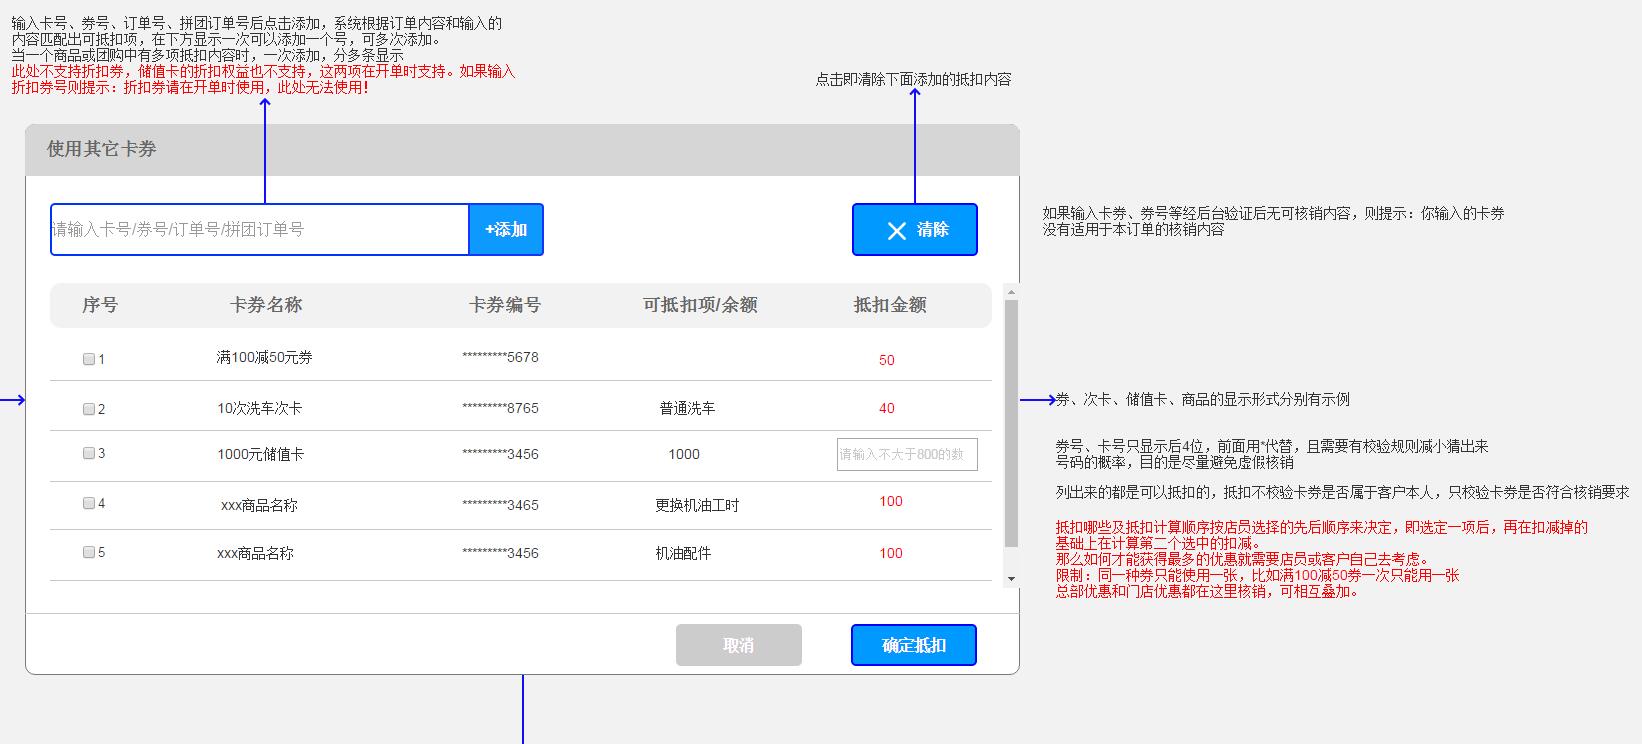 输入卡号、券号、订单号、拼团订单号后点击添加，系统根据订单内容和输入的
内容匹配出可抵扣项，在下方显示一次可以添加一个号，可多次添加。
当一个商品或团购中有多项抵扣内容时，一次添加，分多条显示
此处不支持折扣券，储值卡的折扣权益也不支持，这两项在开单时支持。如果输入
折扣券号则提示：折扣券请在开单时使用，此处无法使用！
点击即清除下面添加的抵扣内容
使用其它卡券
请输入卡号/券号/订单号/拼团订单号
+添加
清除
如果输入卡券、券号等经后台验证后无可核销内容，则提示：你输入的卡券
没有适用于本订单的核销内容
序号 卡券名称 卡券编号 可抵扣项/余额 抵扣金额
1 满100减50元券 *********5678 50
2 10次洗车次卡 *********8765 普通洗车 40
3 1000元储值卡 *********3456 1000 请输入不大于800的数
4 xxx商品名称 *********3465 更换机油工时 100
5 xxx商品名称 *********3456 机油配件 100
券、次卡、储值卡、商品的显示形式分别有示例
券号、卡号只显示后4位，前面用*代替，且需要有校验规则减小猜出来
号码的概率，目的是尽量避免虚假核销
列出来的都是可以抵扣的，抵扣不校验卡券是否属于客户本人，只校验卡券是否符合核销要求
抵扣哪些及抵扣计算顺序按店员选择的先后顺序来决定，即选定一项后，再在扣减掉的
基础上在计算第二个选中的扣减。
那么如何才能获得最多的优惠就需要店员或客户自己去考虑。
限制：同一种券只能使用一张，比如满100减50券一次只能用一张
总部优惠和门店优惠都在这里核销，可相互叠加。
取消
确定抵扣